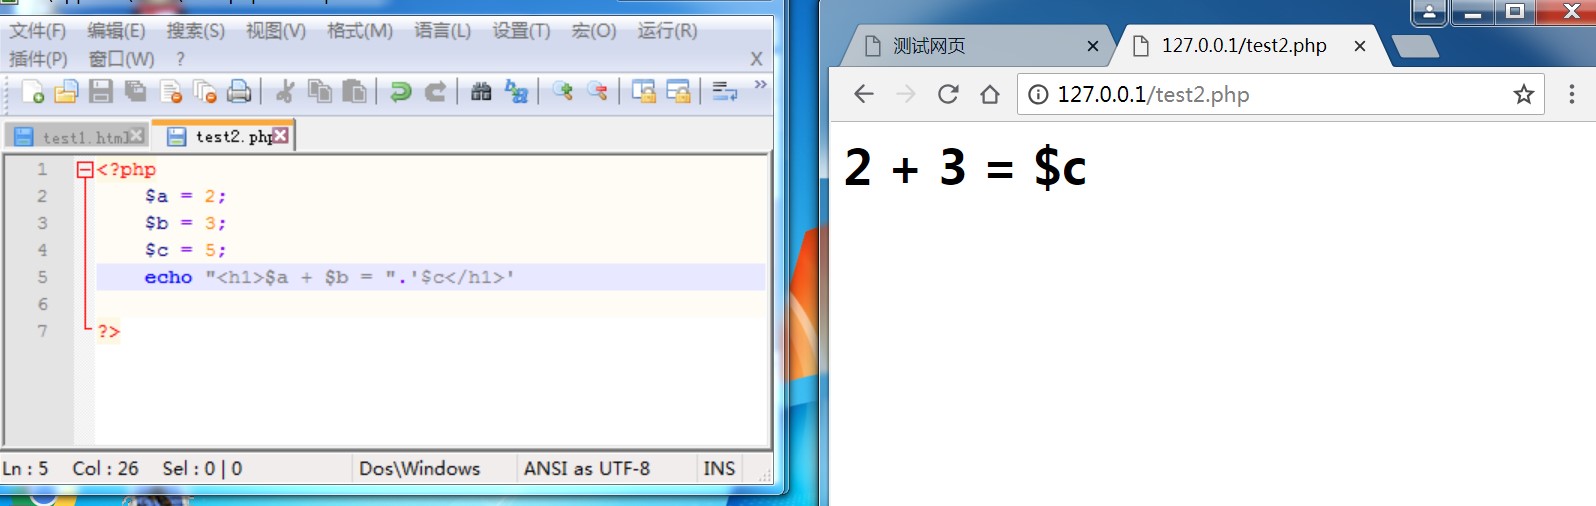 文件(F) 编辑(E) 搜索(S) 视图(V) 格式(M) 语言(L) 设置(T) 宏(O) 运行(R)
插件(P) 窗口(W) ? X
test1.html test2.php
1 <?php
2 $a = 2;
3 $b = 3;
4 $c = 5;
5 echo "<h1>$a + $b = ".'$c</h1>'
6
7 ?>
Ln : 5 Col : 26 Sel : 0 | 0 Dos\Windows ANSI as UTF-8 INS
测试网页 127.0.0.1/test2.php
127.0.0.1/test2.php
2 + 3 = $c